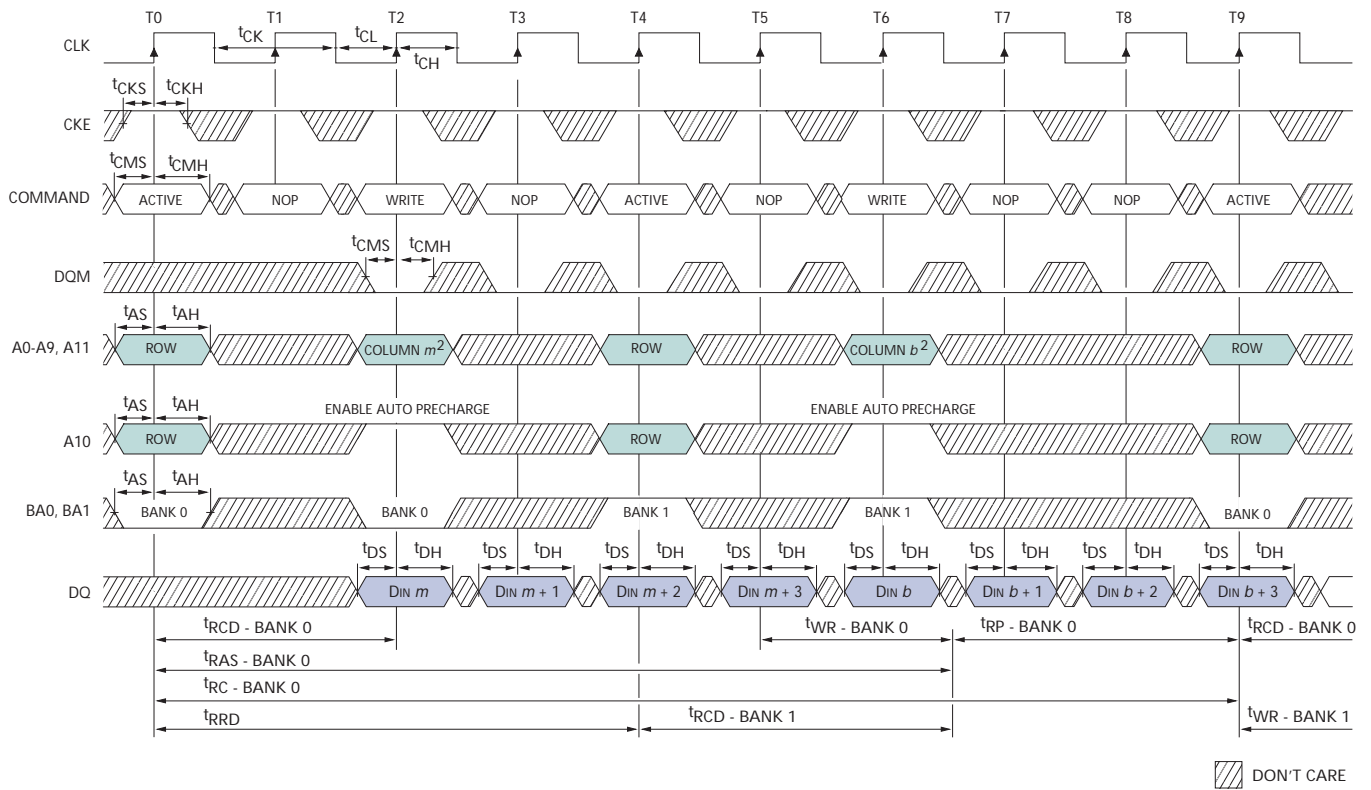 T0 T1 T2 T3 T4 T5 T6 T7 T8 T9
CLK tCK tCL tCH
tCKS tCKH
CKE
tCMS tCMH
COMMAND ACTIVE NOP WRITE NOP ACTIVE NOP WRITE NOP NOP ACTIVE
tCMS tCMH
DQM
tAS tAH
A0-A9, A11 ROW COLUMN m2 ROW COLUMN b2 ROW
tAS tAH ENABLE AUTO PRECHARGE ENABLE AUTO PRECHARGE
A10 ROW ROW ROW
tAS tAH
BA0, BA1 BANK 0 BANK 0 BANK 1 BANK 1 BANK 0
tDS tDH tDS tDH tDS tDH tDS tDH tDS tDH tDS tDH tDS tDH tDS tDH
DQ DIN m DIN m + 1 DIN m + 2 DIN m + 3 DIN b DIN b + 1 DIN b + 2 DIN b + 3
tRCD - BANK 0 tWR - BANK 0 tRP - BANK 0 tRCD - BANK 0
tRAS - BANK 0
tRC - BANK 0
tRRD tRCD - BANK 1 tWR - BANK 1
DON'T CARE